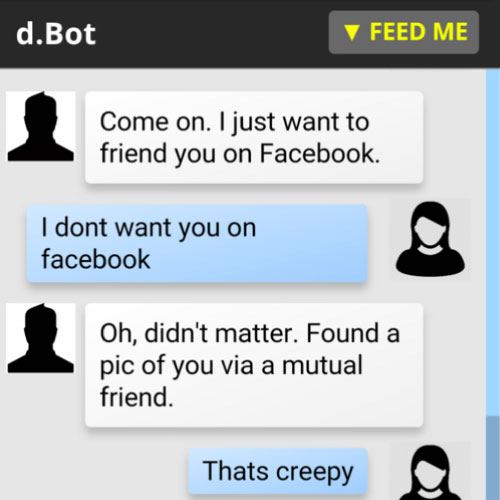 d.Bot
▼ FEED ME
Come on. I just want to
friend you on Facebook.
I dont want you on
facebook
Oh, didn't matter. Found a
pic of you via a mutual
friend.
Thats creepy